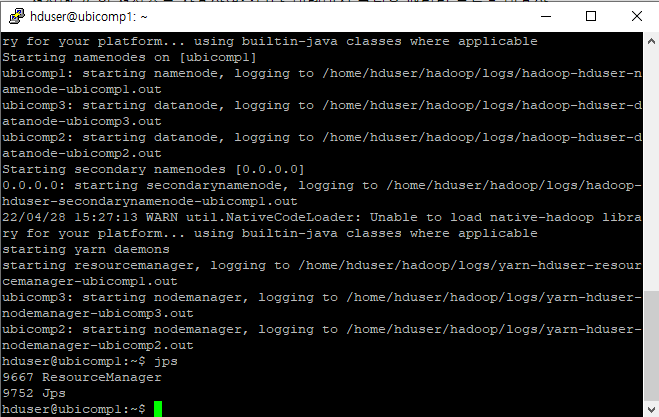 hduser@ubicomp1: ~
ry for your platform... using builtin-java classes where applicable
Starting namenodes on [ubicomp1]
ubicomp1: starting namenode, logging to /home/hduser/hadoop/logs/hadoop-hduser-n
amenode-ubicomp1.out
ubicomp3: starting datanode, logging to /home/hduser/hadoop/logs/hadoop-hduser-d
atanode-ubicomp3.out
ubicomp2: starting datanode, logging to /home/hduser/hadoop/logs/hadoop-hduser-d
atanode-ubicomp2.out
Starting secondary namenodes [0.0.0.0]
0.0.0.0: starting secondarynamenode, logging to /home/hduser/hadoop/logs/hadoop-
hduser-secondarynamenode-ubicomp1.out
22/04/28 15:27:13 WARN util.NativeCodeLoader: Unable to load native-hadoop libra
ry for your platform... using builtin-java classes where applicable
starting yarn daemons
starting resourcemanager, logging to /home/hduser/hadoop/logs/yarn-hduser-resour
cemanager-ubicomp1.out
ubicomp3: starting nodemanager, logging to /home/hduser/hadoop/logs/yarn-hduser-
nodemanager-ubicomp3.out
ubicomp2: starting nodemanager, logging to /home/hduser/hadoop/logs/yarn-hduser-
nodemanager-ubicomp2.out
hduser@ubicomp1:~$ jps
9667 ResourceManager
9752 Jps
hduser@ubicomp1:~$